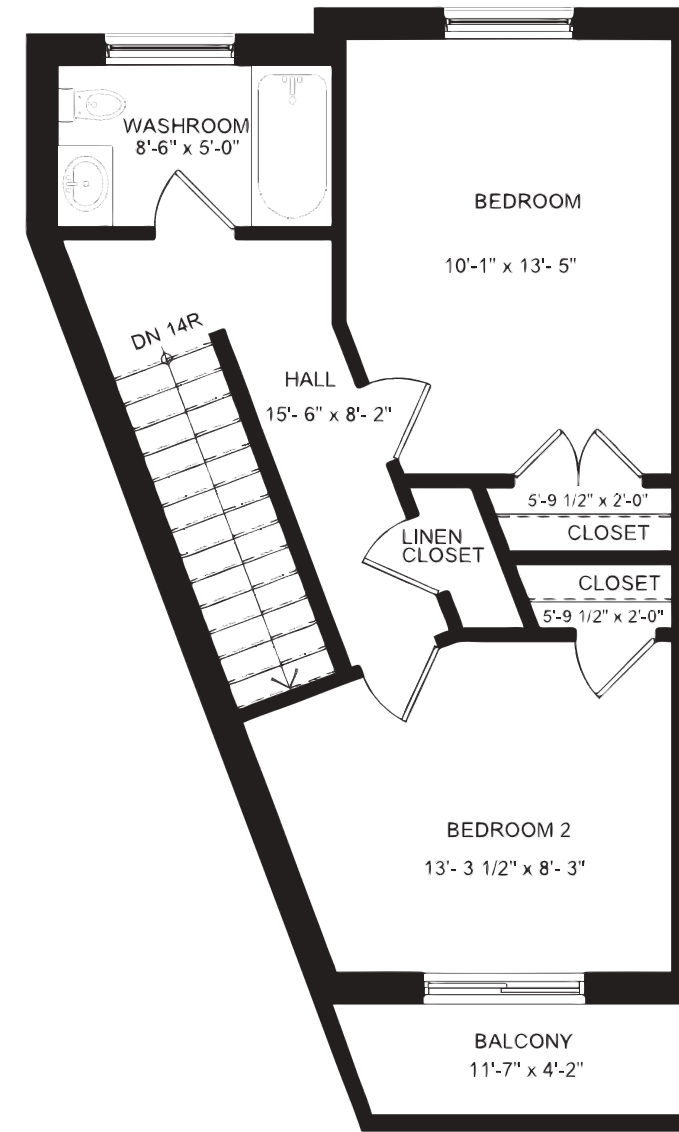 WASHROOM
8'-6" x 5'-0"
BEDROOM
10'-1" x 13'- 5"
DN 14R
HALL
15'- 6" x 8'- 2"
5'-9 1/2" x 2'-0"
CLOSET
LINEN
CLOSET
CLOSET
5'-9 1/2" x 2'-0"
BEDROOM 2
13'- 3 1/2" x 8'- 3"
BALCONY
11'-7" x 4'-2"